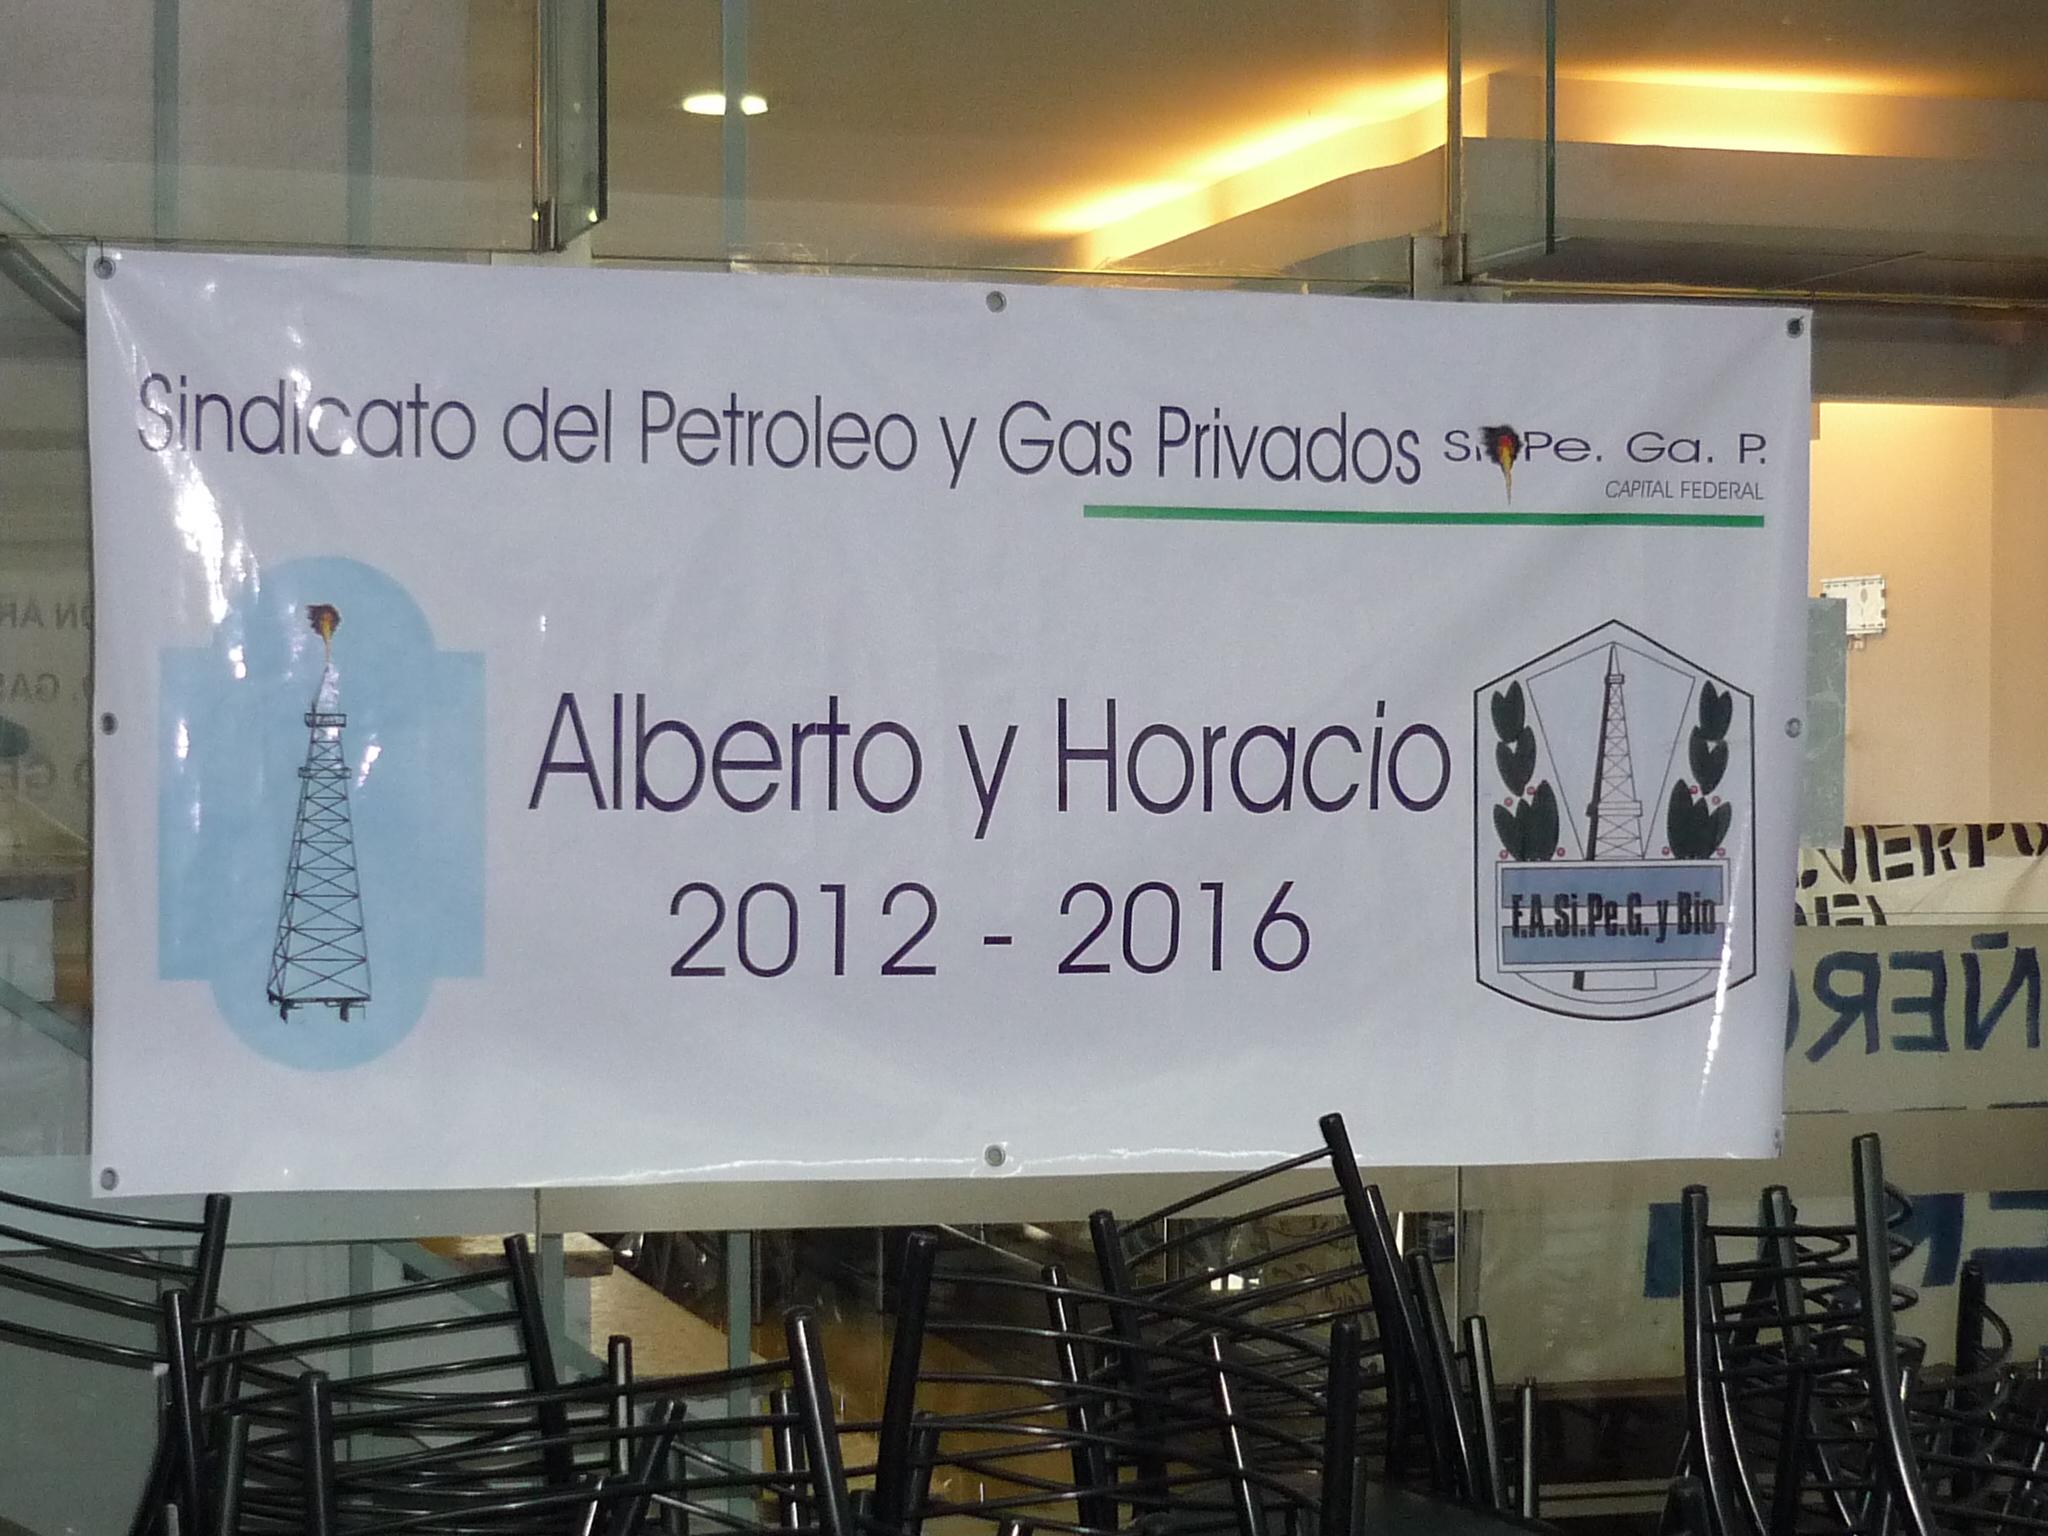 Sindicato del Petroleo y Gas Privados Si Pe. Ga. P.
CAPITAL FEDERAL
Alberto y Horacio
2012 - 2016
F.A.Si.Pe.G. y Bio